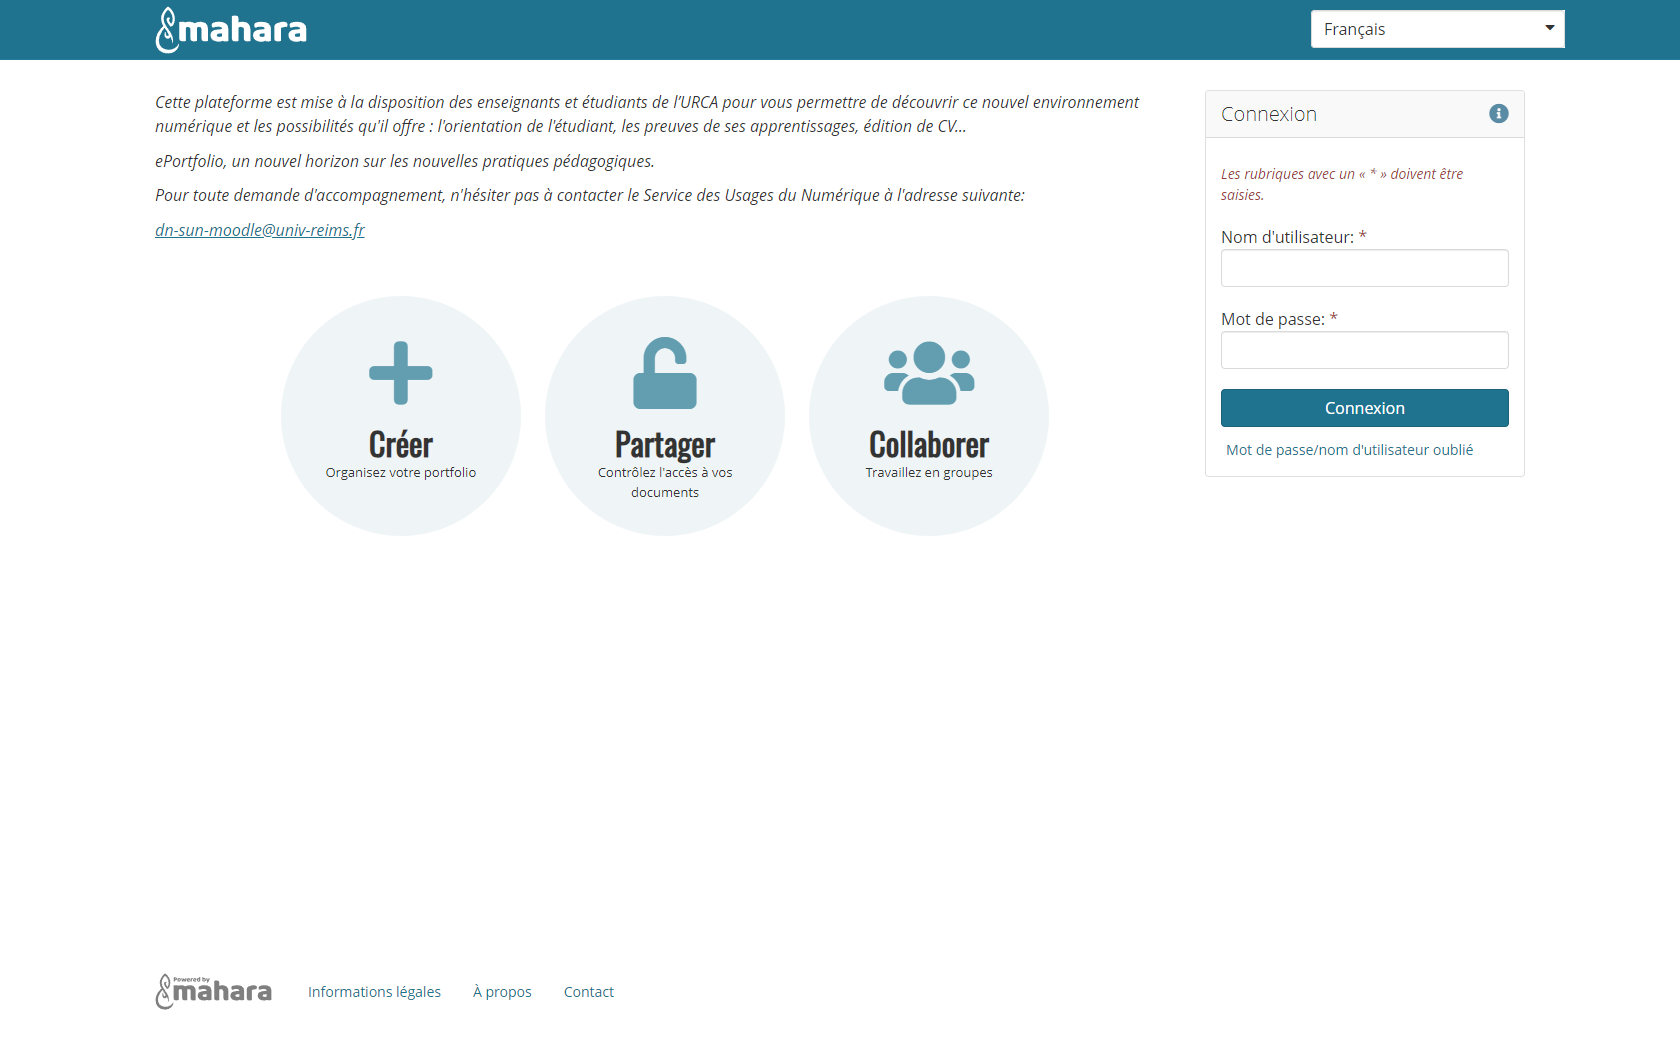 mahara
Français
Cette plateforme est mise à la disposition des enseignants et étudiants de l’URCA pour vous permettre de découvrir ce nouvel environnement
numérique et les possibilités qu'il offre : l'orientation de l'étudiant, les preuves de ses apprentissages, édition de CV...
ePortfolio, un nouvel horizon sur les nouvelles pratiques pédagogiques.
Pour toute demande d'accompagnement, n'hésiter pas à contacter le Service des Usages du Numérique à l'adresse suivante:
dn-sun-moodle@univ-reims.fr
Créer
Organisez votre portfolio
Partager
Contrôlez l'accès à vos
documents
Collaborer
Travaillez en groupes
Connexion
Les rubriques avec un « * » doivent être
saisies.
Nom d'utilisateur: *
Mot de passe: *
Connexion
Mot de passe/nom d'utilisateur oublié
Powered by
mahara
Informations légales
À propos
Contact